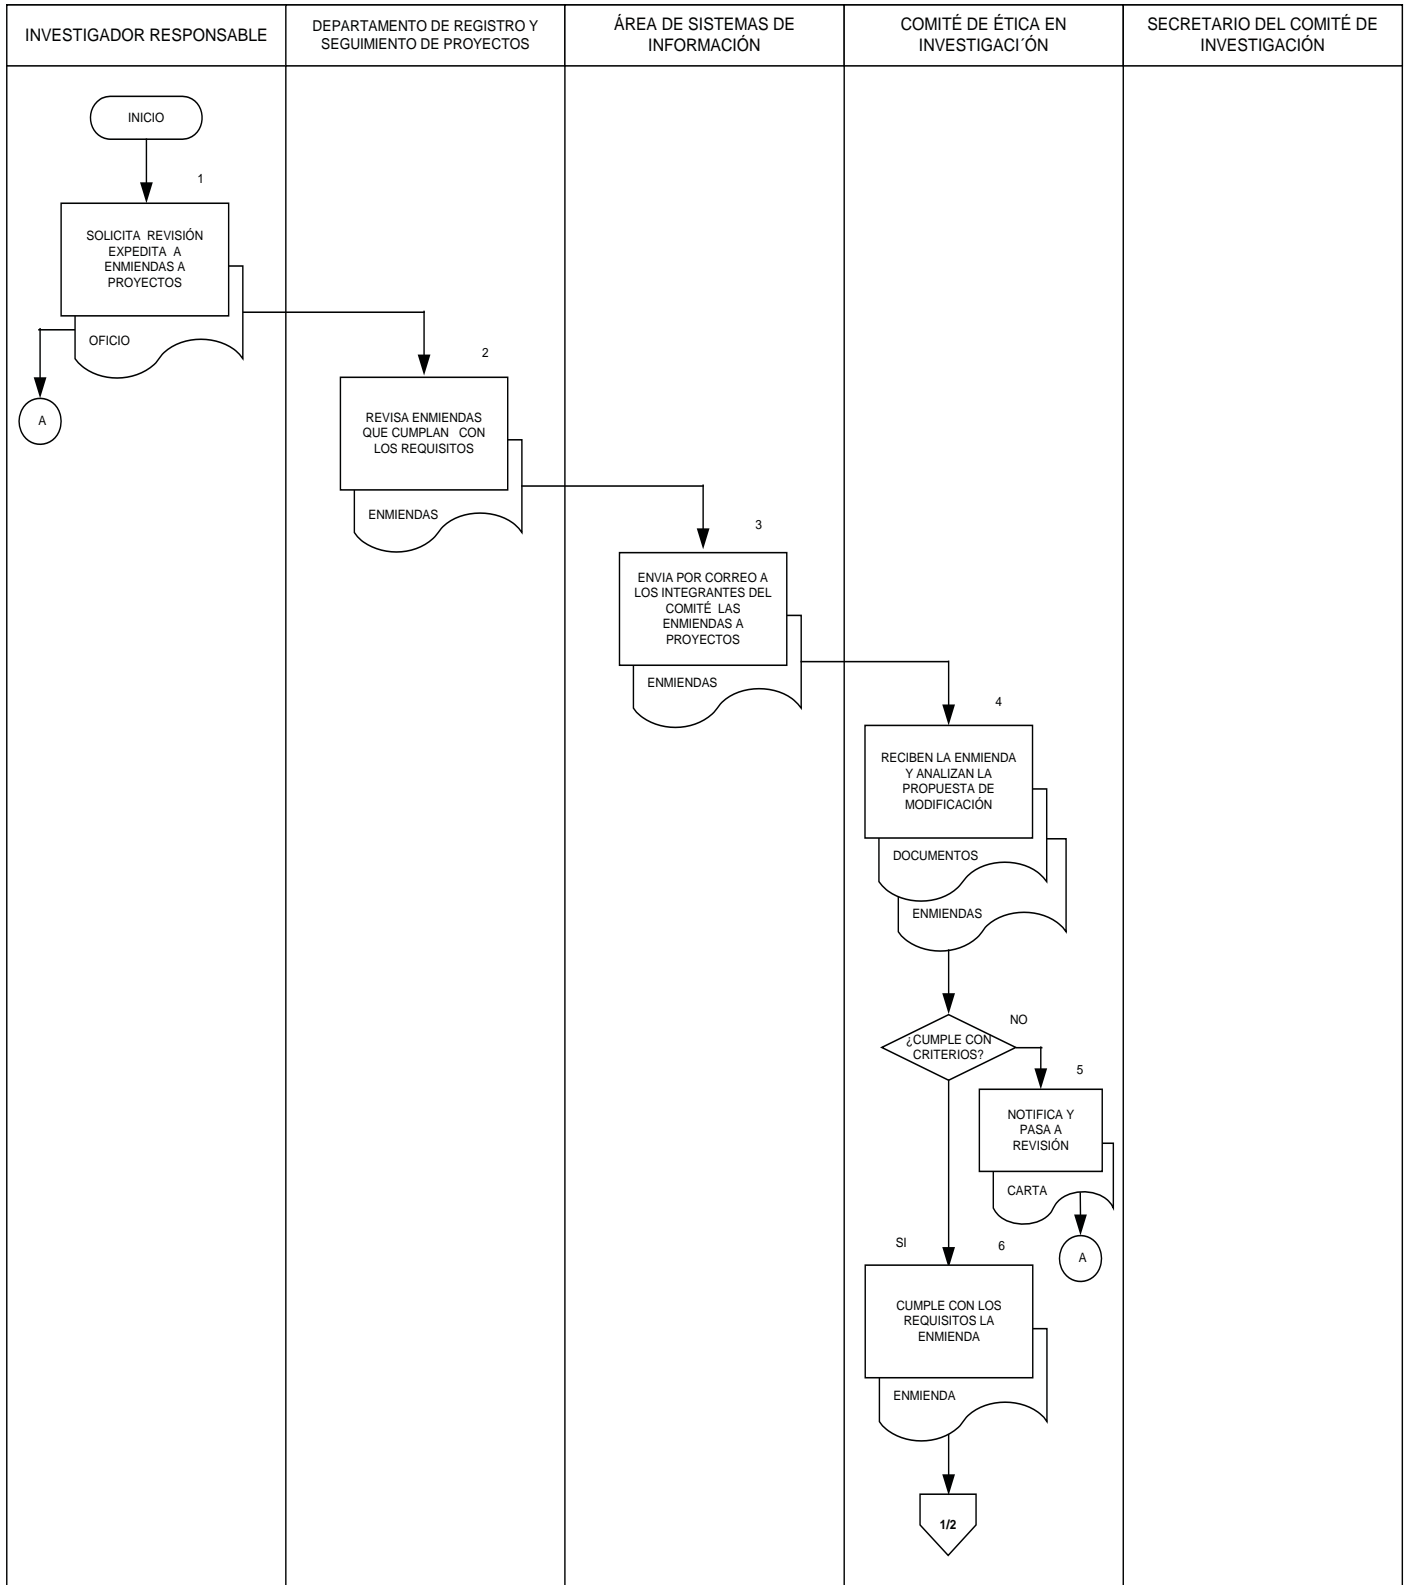 INVESTIGADOR RESPONSABLE
DEPARTAMENTO DE REGISTRO Y
SEGUIMIENTO DE PROYECTOS
ÁREA DE SISTEMAS DE
INFORMACIÓN
COMITÉ DE ÉTICA EN
INVESTIGACI´ÓN
SECRETARIO DEL COMITÉ DE
INVESTIGACIÓN
INICIO
1
SOLICITA REVISIÓN
EXPEDITA A
ENMIENDAS A
PROYECTOS
OFICIO
A
2
REVISA ENMIENDAS
QUE CUMPLAN CON
LOS REQUISITOS
ENMIENDAS
3
ENVIA POR CORREO A
LOS INTEGRANTES DEL
COMITÉ LAS
ENMIENDAS A
PROYECTOS
ENMIENDAS
4
RECIBEN LA ENMIENDA
Y ANALIZAN LA
PROPUESTA DE
MODIFICACIÓN
DOCUMENTOS
ENMIENDAS
¿CUMPLE CON
CRITERIOS?
NO
5
NOTIFICA Y
PASA A
REVISIÓN
CARTA
A
SI
6
CUMPLE CON LOS
REQUISITOS LA
ENMIENDA
ENMIENDA
1/2